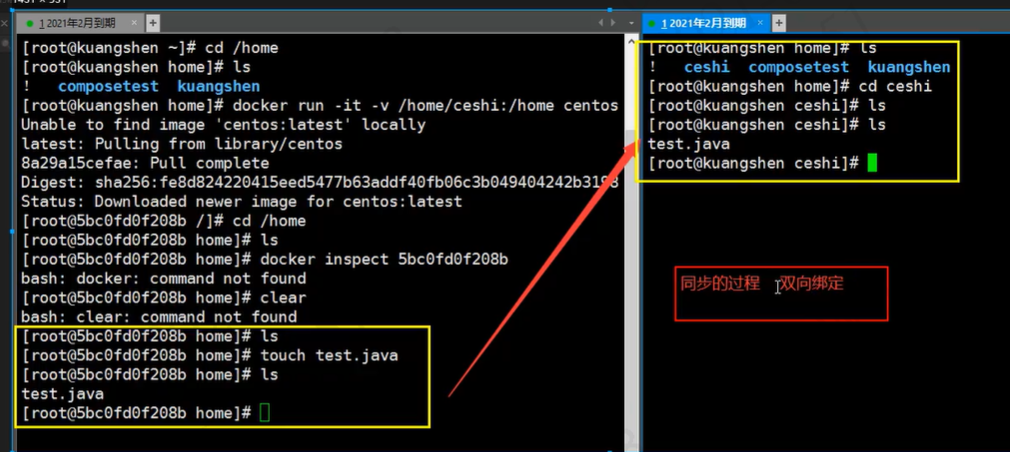 1 2021年2月到期 × +
[root@kuangshen ~]# cd /home
[root@kuangshen home]# ls
! composetest kuangshen
[root@kuangshen home]# docker run -it -v /home/ceshi:/home centos
Unable to find image 'centos:latest' locally
latest: Pulling from library/centos
8a29a15cefae: Pull complete
Digest: sha256:fe8d824220415eed5477b63addf40fb06c3b049404242b3198
Status: Downloaded newer image for centos:latest
[root@5bc0fd0f208b /]# cd /home
[root@5bc0fd0f208b home]# ls
[root@5bc0fd0f208b home]# docker inspect 5bc0fd0f208b
bash: docker: command not found
[root@5bc0fd0f208b home]# clear
bash: clear: command not found
[root@5bc0fd0f208b home]# ls
[root@5bc0fd0f208b home]# touch test.java
[root@5bc0fd0f208b home]# ls
test.java
[root@5bc0fd0f208b home]#
1 2021年2月到期 × +
[root@kuangshen home]# ls
! ceshi composetest kuangshen
[root@kuangshen home]# cd ceshi
[root@kuangshen ceshi]# ls
[root@kuangshen ceshi]# ls
test.java
[root@kuangshen ceshi]#
同步的过程 双向绑定